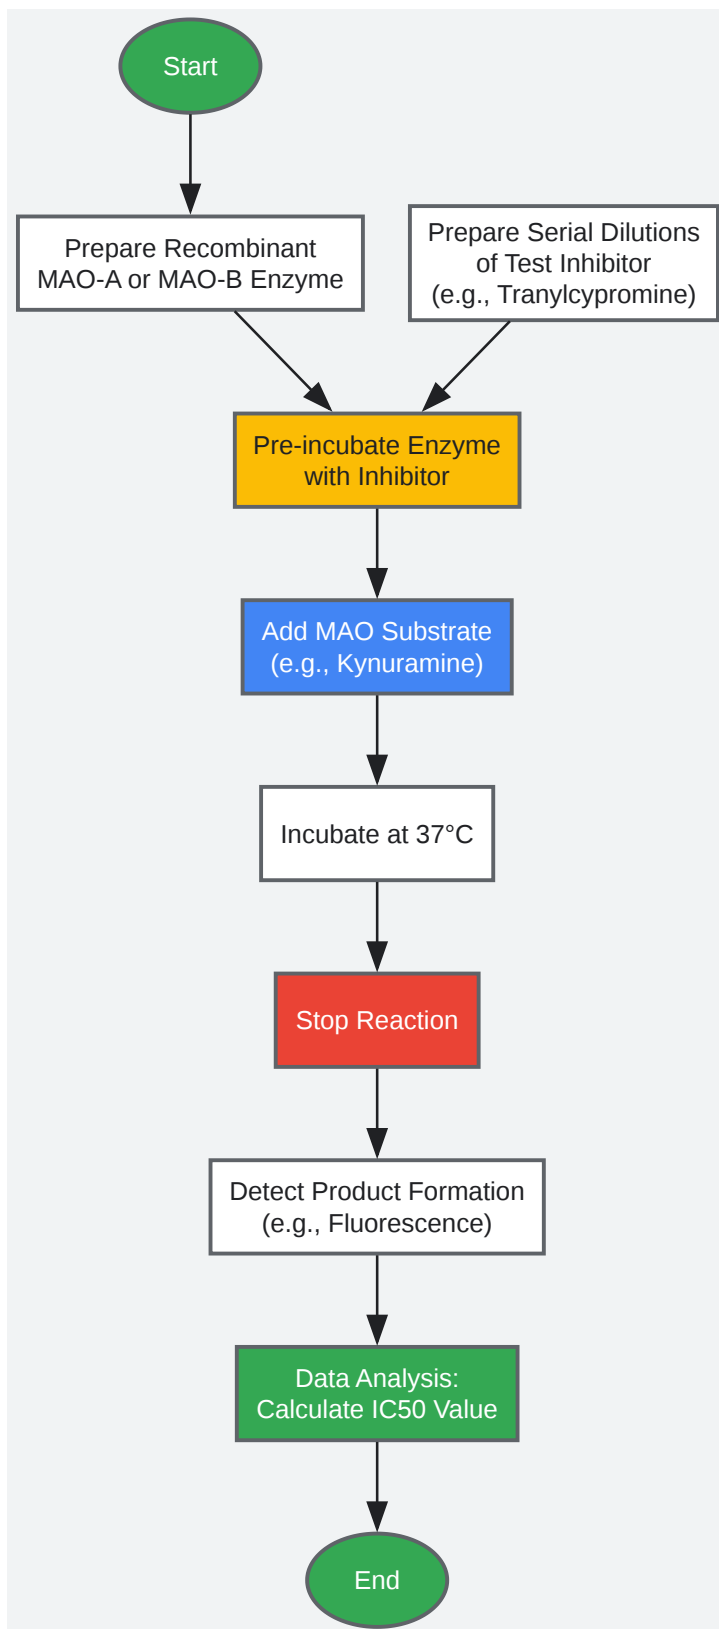 Start
Prepare Recombinant
MAO-A or MAO-B Enzyme
Prepare Serial Dilutions
of Test Inhibitor
(e.g., Tranylcypromine)
Pre-incubate Enzyme
with Inhibitor
Add MAO Substrate
(e.g., Kynuramine)
Incubate at 37°C
Stop Reaction
Detect Product Formation
(e.g., Fluorescence)
Data Analysis:
Calculate IC50 Value
End